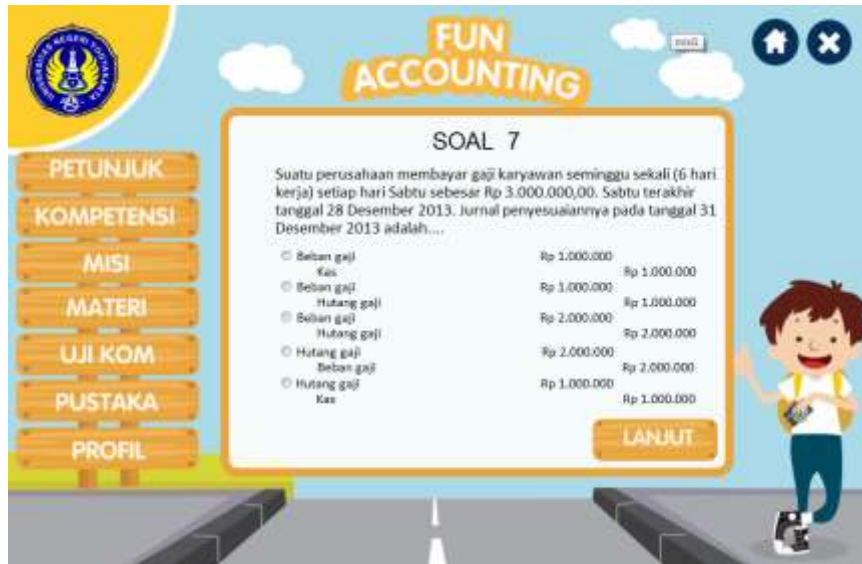 UNIVERSITAS NEGERI YOGYAKARTA
FUN
ACCOUNTING
misi
PETUNJUK
KOMPETENSI
MISI
MATERI
UJI KOM
PUSTAKA
PROFIL
SOAL 7
Suatu perusahaan membayar gaji karyawan seminggu sekali (6 hari
kerja) setiap hari Sabtu sebesar Rp 3.000.000,00. Sabtu terakhir
tanggal 28 Desember 2013. Jurnal penyesuaiannya pada tanggal 31
Desember 2013 adalah....
Beban gaji Rp 1.000.000
Kas Rp 1.000.000
Beban gaji Rp 1.000.000
Hutang gaji Rp 1.000.000
Beban gaji Rp 2.000.000
Hutang gaji Rp 2.000.000
Hutang gaji Rp 2.000.000
Beban gaji Rp 2.000.000
Hutang gaji Rp 1.000.000
Kas Rp 1.000.000
LANJUT